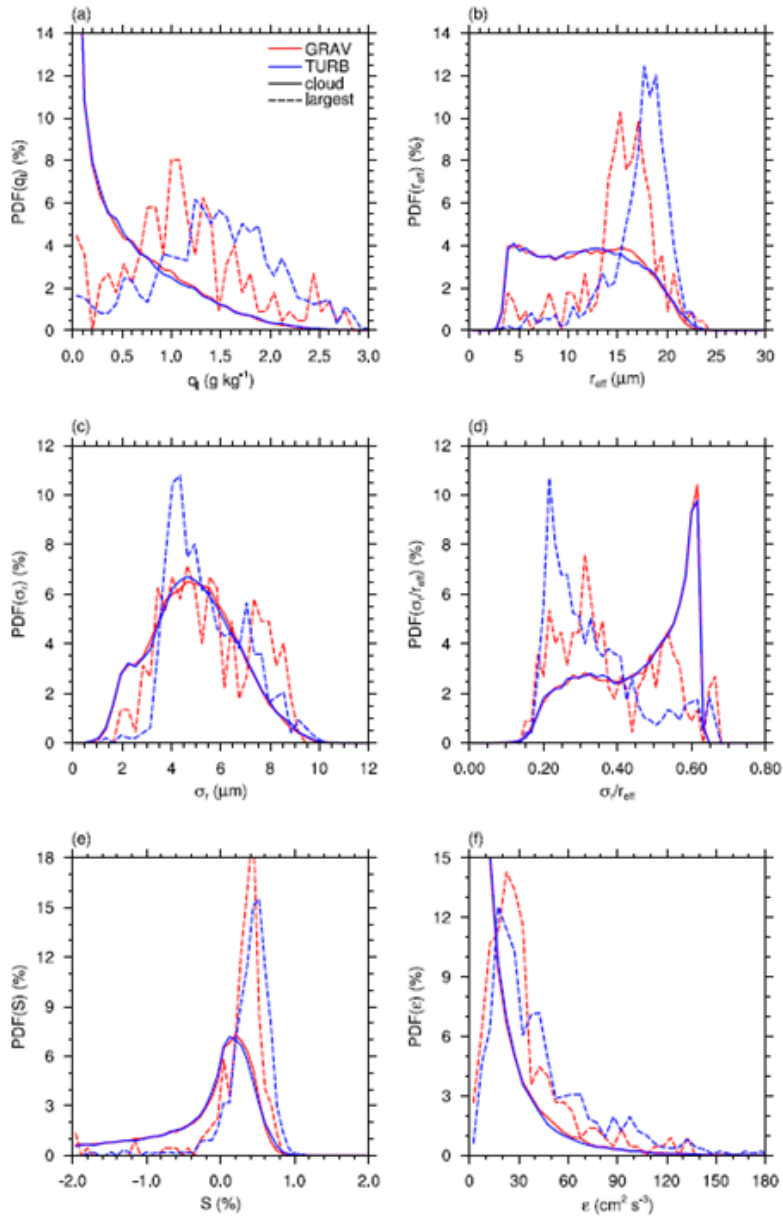 (a)
14
12
10
8
6
4
2
0
PDF(qₗ) (%)
GRAV
TURB
cloud
largest
0.0 0.5 1.0 1.5 2.0 2.5 3.0
qₗ (g kg⁻¹)
(b)
14
12
10
8
6
4
2
0
PDF(r_eff) (%)
0 5 10 15 20 25 30
r_eff (μm)
(c)
12
10
8
6
4
2
0
PDF(σᵣ) (%)
0 2 4 6 8 10 12
σᵣ (μm)
(d)
12
10
8
6
4
2
0
PDF(σᵣ/r_eff) (%)
0.00 0.20 0.40 0.60 0.80
σᵣ/r_eff
(e)
18
15
12
9
6
3
0
PDF(S) (%)
-2.0 -1.0 0.0 1.0 2.0
S (%)
(f)
15
12
9
6
3
0
PDF(ε) (%)
0 30 60 90 120 150 180
ε (cm² s⁻³)